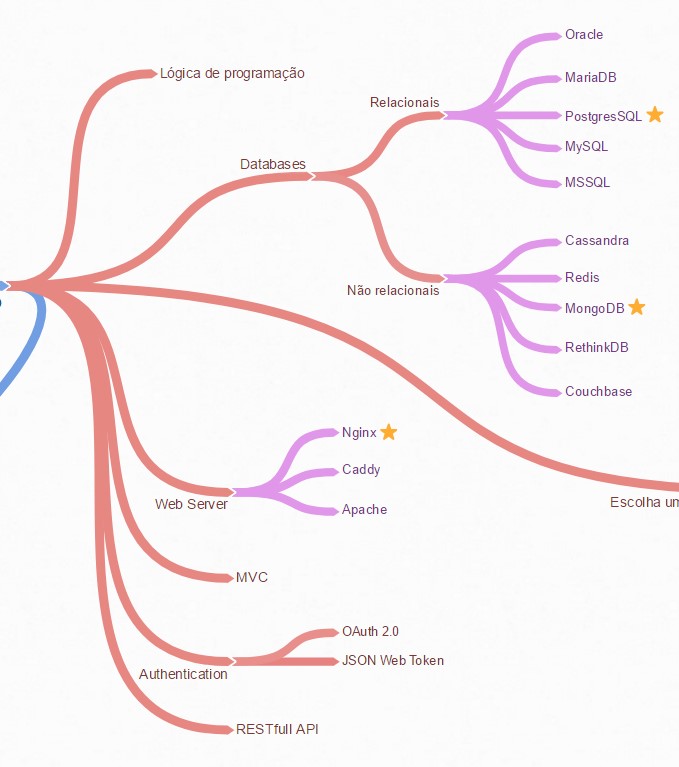 Lógica de programação
Databases
Relacionais
Oracle
MariaDB
PostgresSQL
MySQL
MSSQL
Não relacionais
Cassandra
Redis
MongoDB
RethinkDB
Couchbase
Escolha um
Web Server
Nginx
Caddy
Apache
MVC
Authentication
OAuth 2.0
JSON Web Token
RESTfull API